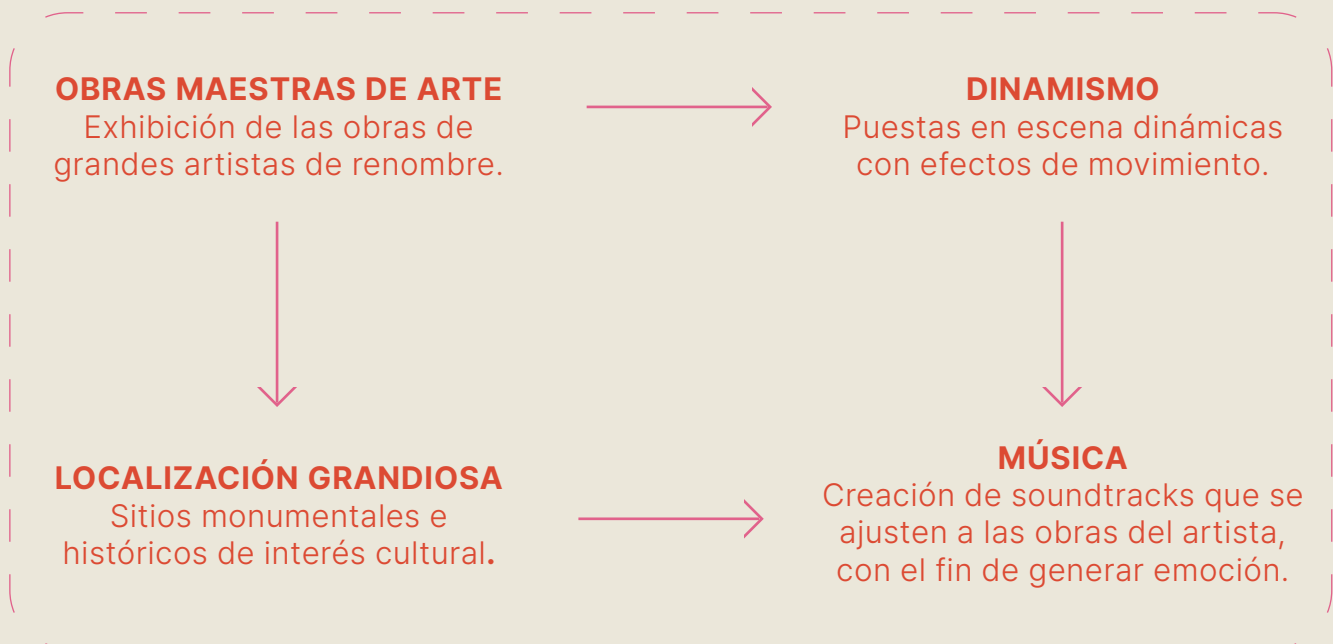 OBRAS MAESTRAS DE ARTE
Exhibición de las obras de
grandes artistas de renombre.
DINAMISMO
Puestas en escena dinámicas
con efectos de movimiento.
LOCALIZACIÓN GRANDIOSA
Sitios monumentales e
históricos de interés cultural.
MÚSICA
Creación de soundtracks que se
ajusten a las obras del artista,
con el fin de generar emoción.